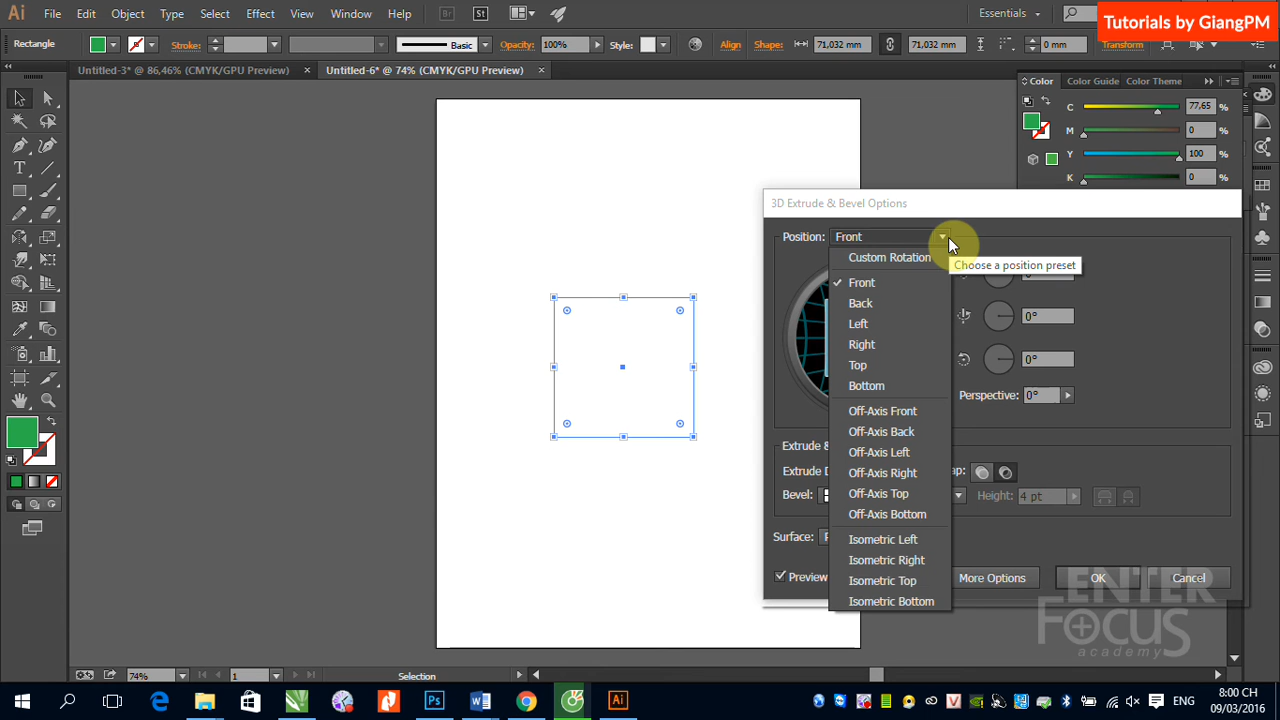 Ai File Edit Object Type Select Effect View Window Help Br St Essentials
Tutorials by GiangPM
Rectangle Stroke: Basic Opacity: 100% Style: Align Shape: 71,032 mm 71,032 mm 0 mm Transform
Untitled-3* @ 86,46% (CMYK/GPU Preview) × Untitled-6* @ 74% (CMYK/GPU Preview) ×
Color Color Guide Color Theme
C 77,65 %
M 0 %
Y 100 %
K 0 %
3D Extrude & Bevel Options
Position: Front
Choose a position preset
Custom Rotation
Front
Back
Left
Right
Top
Bottom
Off-Axis Front
Off-Axis Back
Off-Axis Left
Off-Axis Right
Off-Axis Top
Off-Axis Bottom
Isometric Left
Isometric Right
Isometric Top
Isometric Bottom
0°
0°
Perspective: 0°
Extrude &
Extrude D
Bevel: Height: 4 pt
Surface:
Preview More Options OK Cancel
ENTER
FOCUS
academy
74% 1 Selection
ENG
8:00 CH
09/03/2016